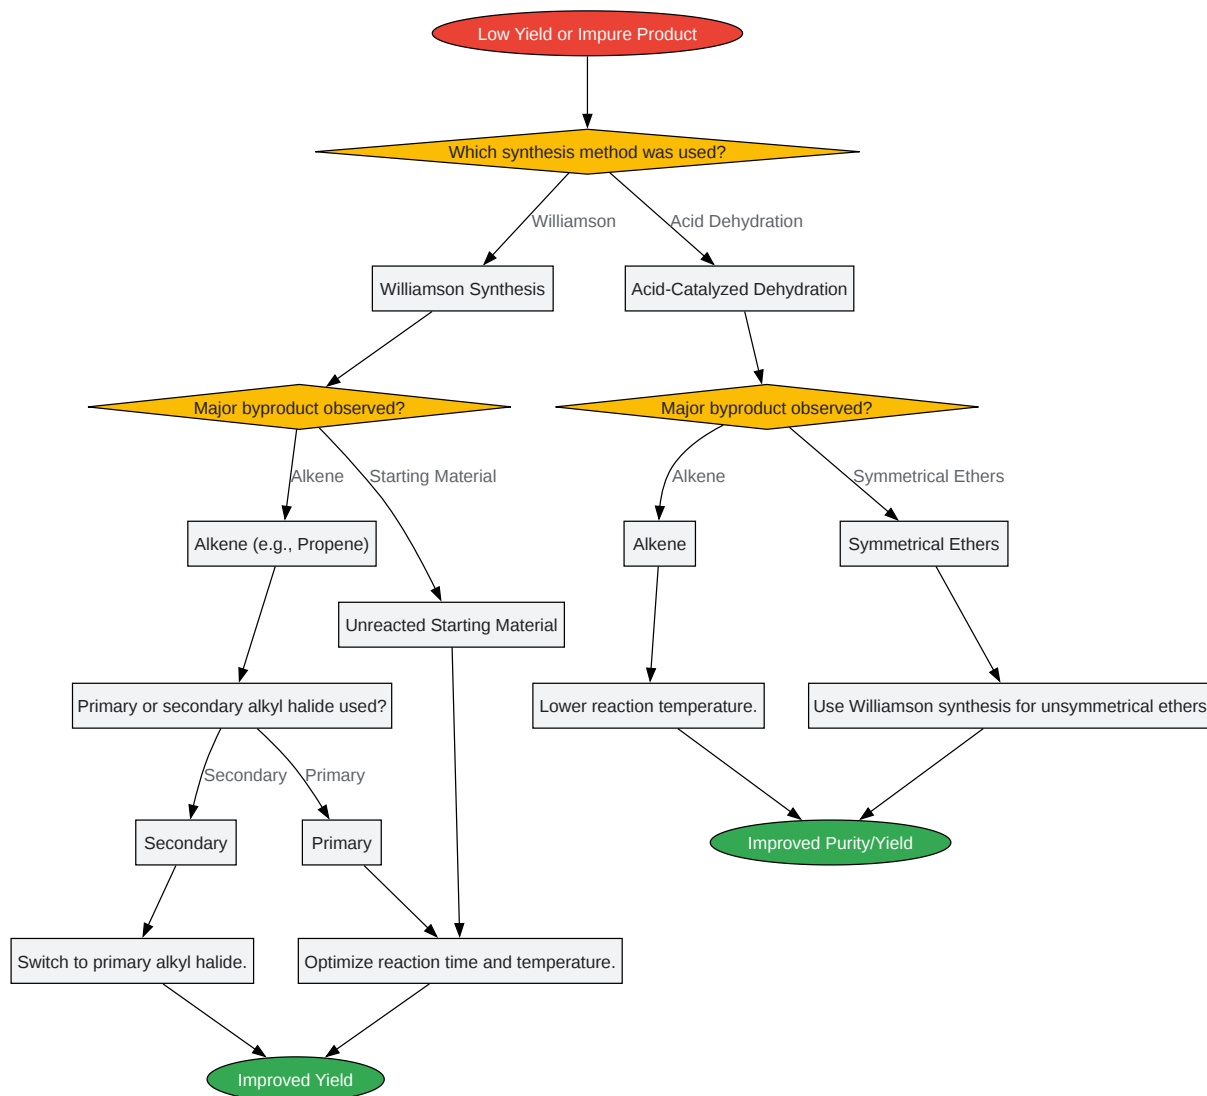 Low Yield or Impure Product
Which synthesis method was used?
Williamson
Acid Dehydration
Williamson Synthesis
Acid-Catalyzed Dehydration
Major byproduct observed?
Major byproduct observed?
Alkene
Starting Material
Alkene
Symmetrical Ethers
Alkene (e.g., Propene)
Alkene
Symmetrical Ethers
Unreacted Starting Material
Primary or secondary alkyl halide used?
Lower reaction temperature.
Use Williamson synthesis for unsymmetrical ethers
Secondary
Primary
Secondary
Primary
Improved Purity/Yield
Switch to primary alkyl halide.
Optimize reaction time and temperature.
Improved Yield